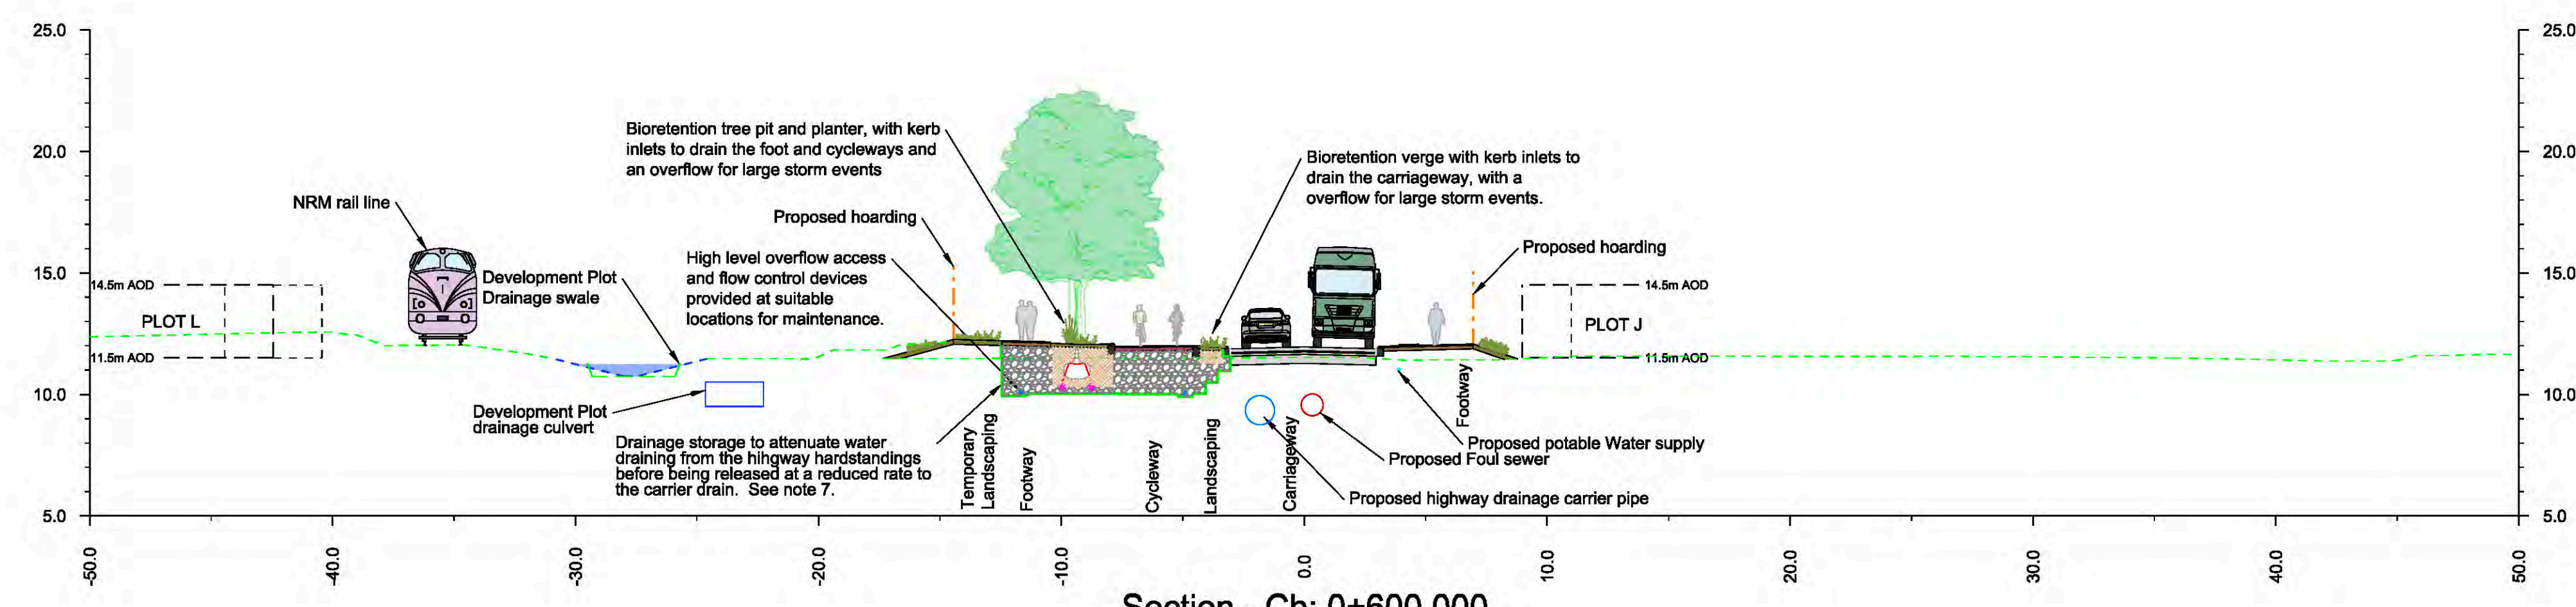 25.0
20.0
15.0
10.0
5.0
25.0
20.0
15.0
10.0
5.0
NRM rail line
14.5m AOD
PLOT L
11.5m AOD
Development Plot
Drainage swale
Development Plot
drainage culvert
Bioretention tree pit and planter, with kerb
inlets to drain the foot and cycleways and
an overflow for large storm events
Proposed hoarding
High level overflow access
and flow control devices
provided at suitable
locations for maintenance.
Drainage storage to attenuate water
draining from the hihgway hardstandings
before being released at a reduced rate to
the carrier drain. See note 7.
Bioretention verge with kerb inlets to
drain the carriageway, with a
overflow for large storm events.
Proposed hoarding
14.5m AOD
PLOT J
11.5m AOD
Temporary
Landscaping
Footway
Cycleway
Landscaping
Carriageway
Footway
Proposed potable Water supply
Proposed Foul sewer
Proposed highway drainage carrier pipe
-50.0
-40.0
-30.0
-20.0
-10.0
0.0
10.0
20.0
30.0
40.0
50.0
Section - Ch: 0+600.000